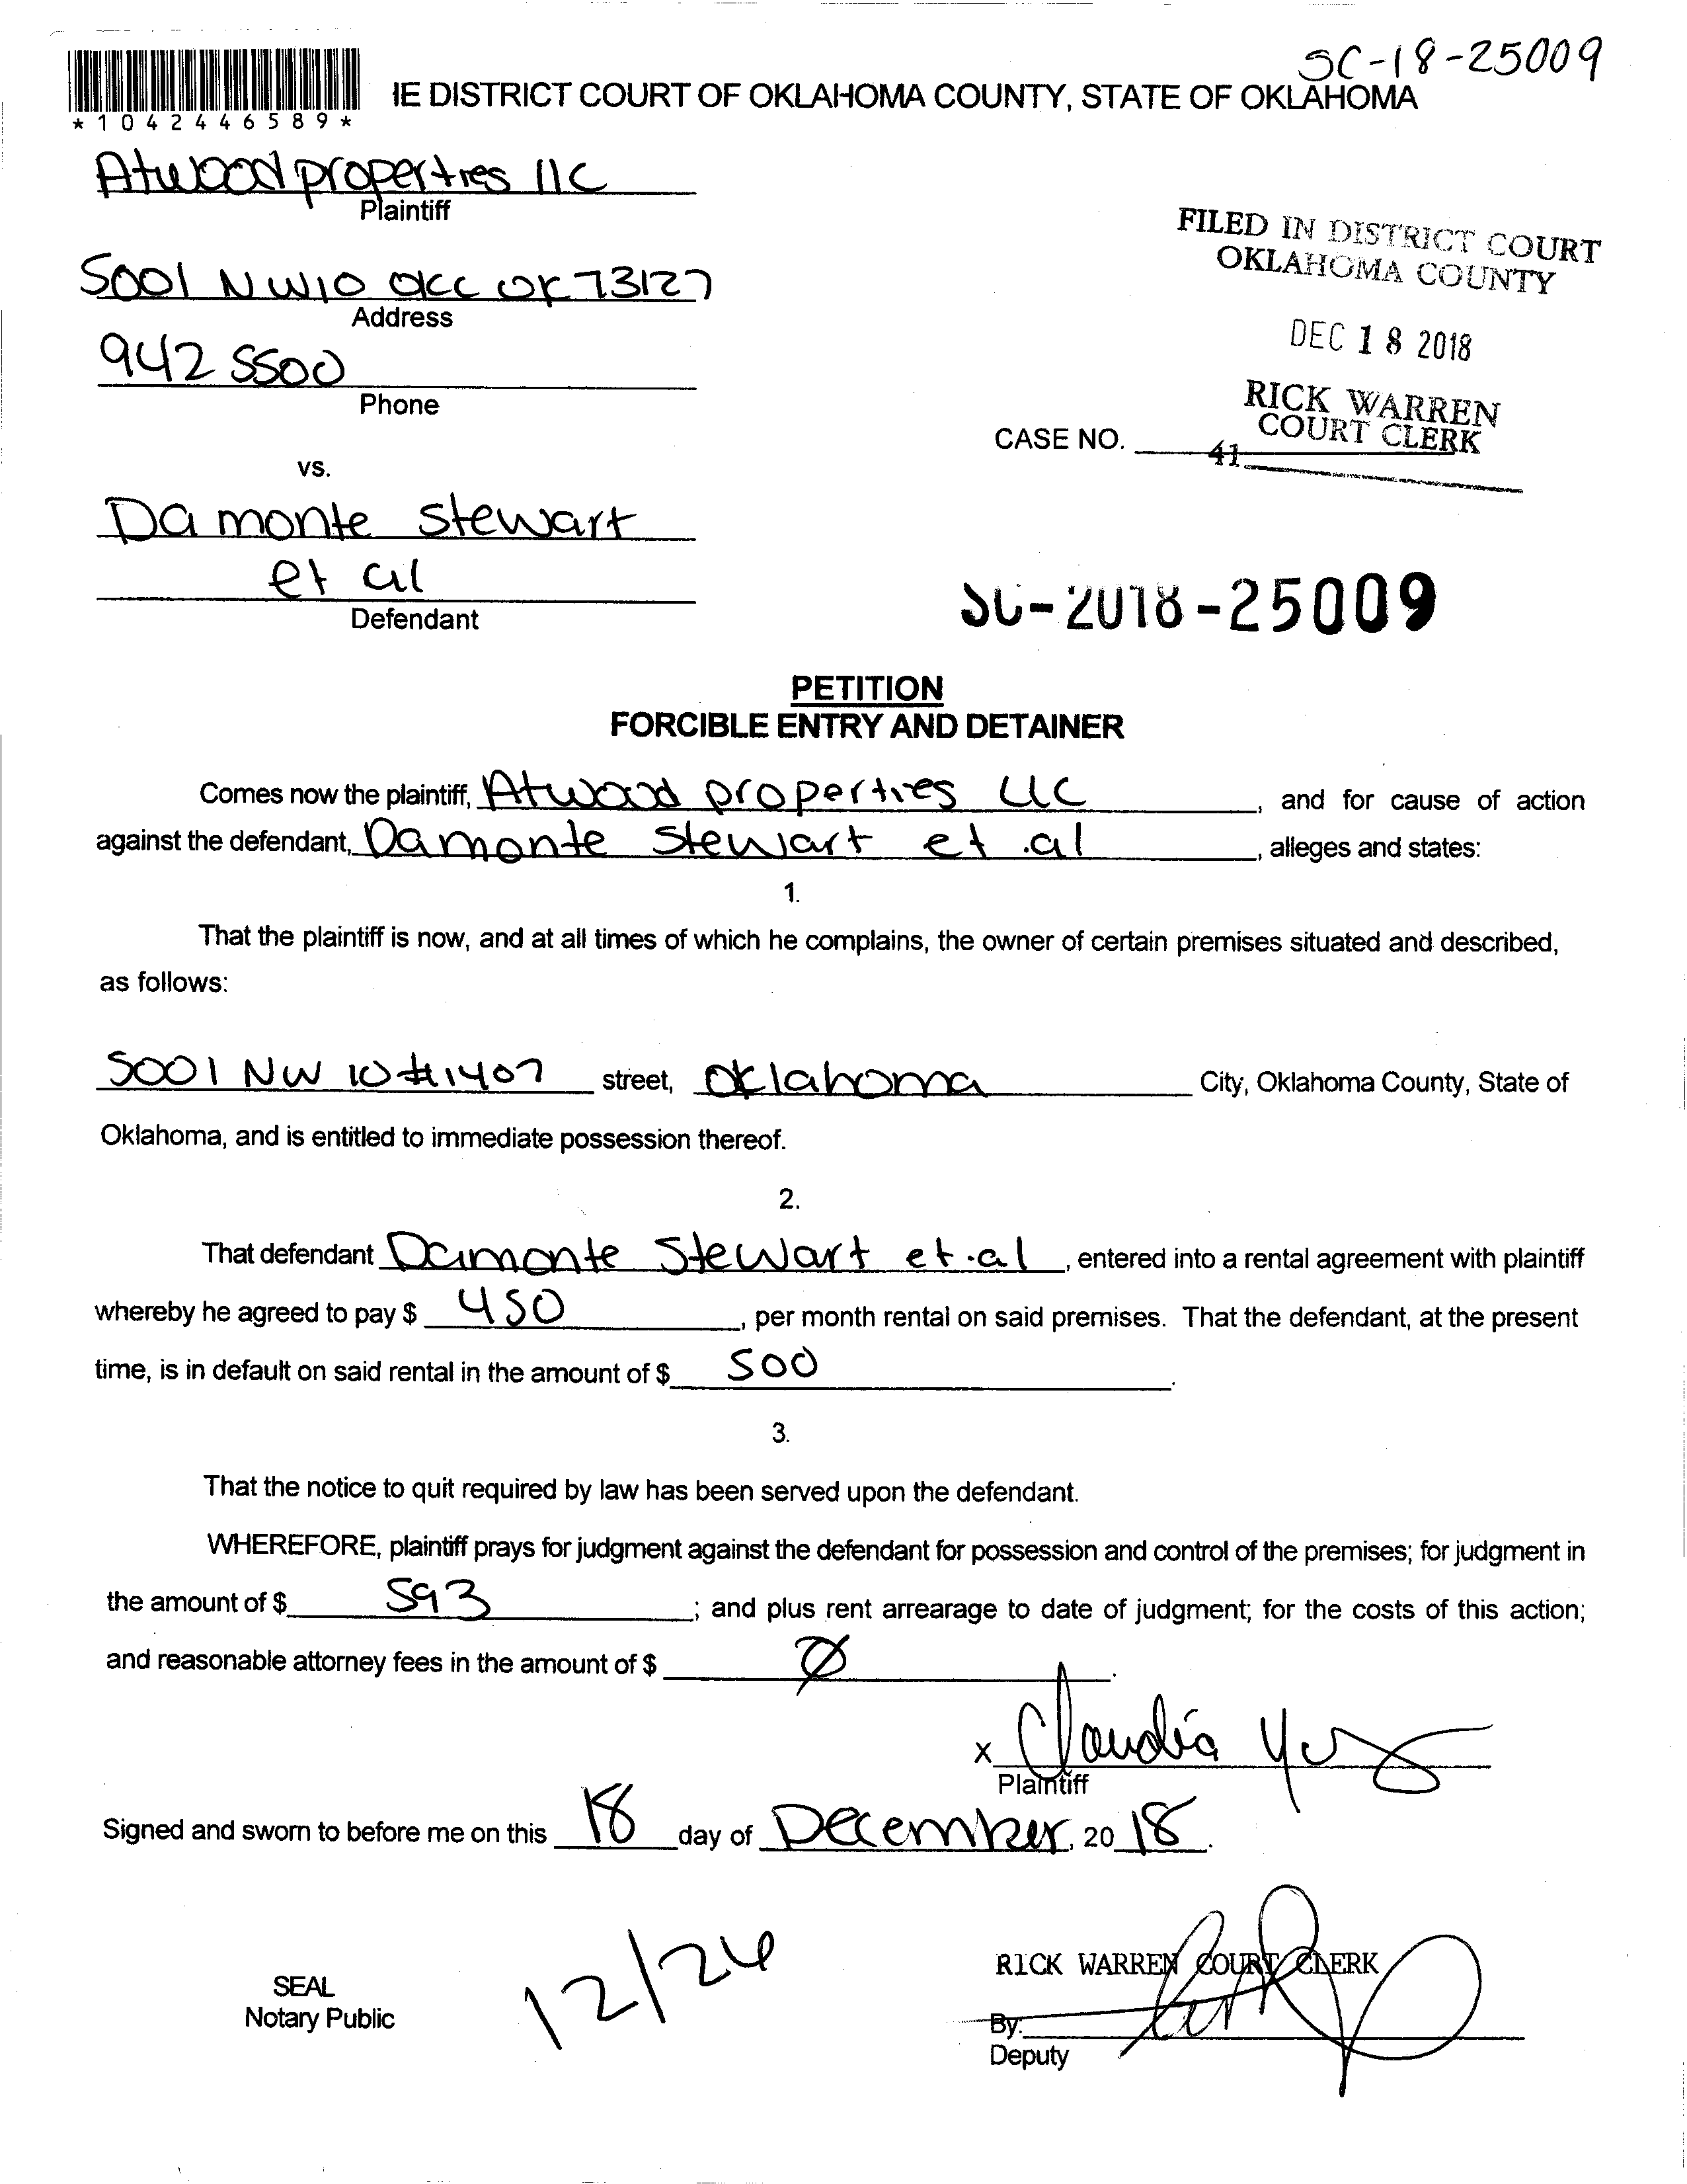 SC-18-25009
IE DISTRICT COURT OF OKLAHOMA COUNTY, STATE OF OKLAHOMA
*1042446589*
Atwood properties llc
Plaintiff
5001 NW10 OKC OK 73127
Address
942 5500
Phone
FILED IN DISTRICT COURT
OKLAHOMA COUNTY
DEC 18 2018
RICK WARREN
COURT CLERK
CASE NO.
41
vs.
Damonte Stewart
et al
Defendant
SC-2018-25009
PETITION
FORCIBLE ENTRY AND DETAINER
Comes now the plaintiff, Atwood properties LLC, and for cause of action
against the defendant, Damonte Stewart et.al, alleges and states:
1.
That the plaintiff is now, and at all times of which he complains, the owner of certain premises situated and described,
as follows:
5001 NW 10 #1407 street, Oklahoma City, Oklahoma County, State of
Oklahoma, and is entitled to immediate possession thereof.
2.
That defendant Damonte Stewart et.al, entered into a rental agreement with plaintiff
whereby he agreed to pay $ 450, per month rental on said premises. That the defendant, at the present
time, is in default on said rental in the amount of $ 500.
3.
That the notice to quit required by law has been served upon the defendant.
WHEREFORE, plaintiff prays for judgment against the defendant for possession and control of the premises; for judgment in
the amount of $ 593; and plus rent arrearage to date of judgment; for the costs of this action;
and reasonable attorney fees in the amount of $ Ø.
x Claudia
Plaintiff
Signed and sworn to before me on this 18 day of December, 20 18.
SEAL
Notary Public
12/26
RICK WARREN COURT CLERK
By:
Deputy